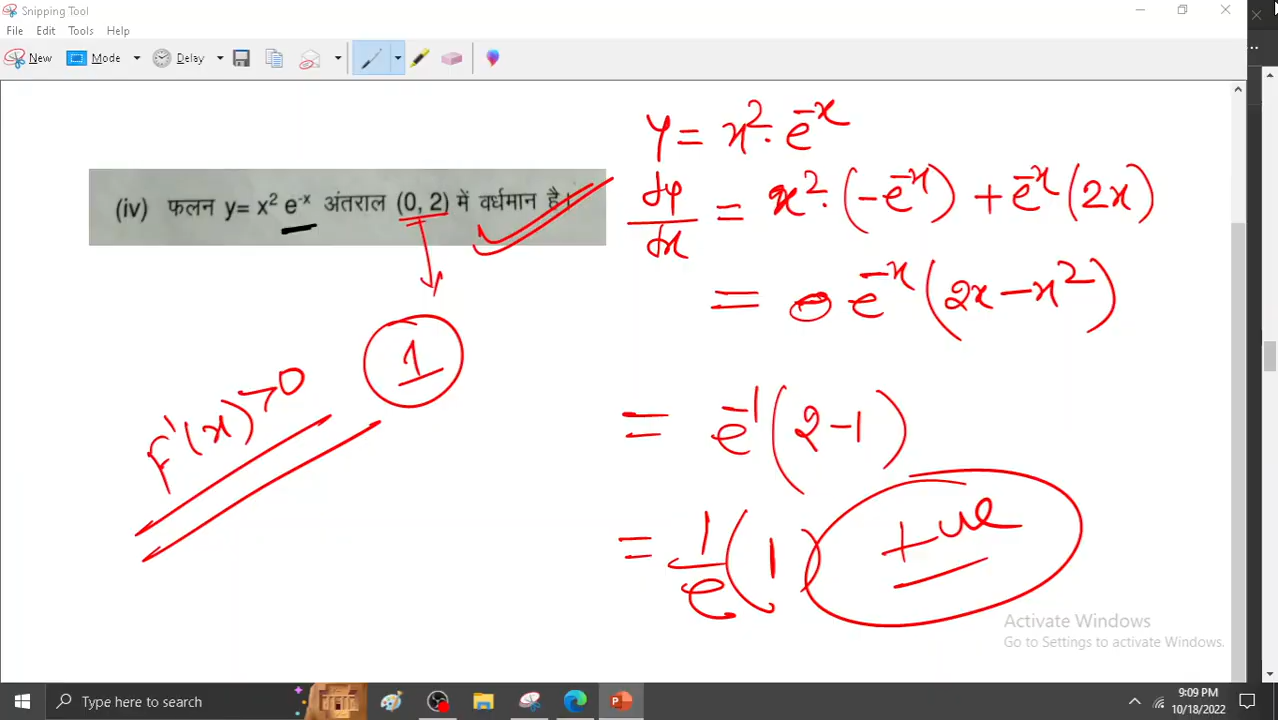 Snipping Tool
File Edit Tools Help
New Mode Delay
(iv) फलन y= x² e⁻ˣ अंतराल (0, 2) में वर्धमान है।
y = x² · e⁻ˣ
dy/dx = x² · (-e⁻ˣ) + e⁻ˣ (2x)
= e⁻ˣ (2x - x²)
1
f'(x) > 0
= e⁻¹ (2-1)
= 1/e (1) +ve
Activate Windows
Go to Settings to activate Windows.
Type here to search
9:09 PM
10/18/2022